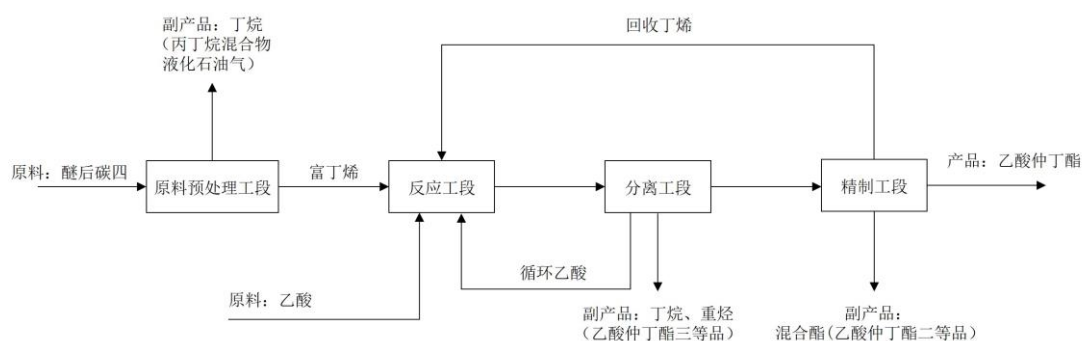 副产品：丁烷
（丙丁烷混合物
液化石油气）
回收丁烯
原料：醚后碳四
原料预处理工段
富丁烯
反应工段
分离工段
精制工段
产品：乙酸仲丁酯
循环乙酸
原料：乙酸
副产品：丁烷、重烃
（乙酸仲丁酯三等品）
副产品：
混合酯(乙酸仲丁酯二等品）